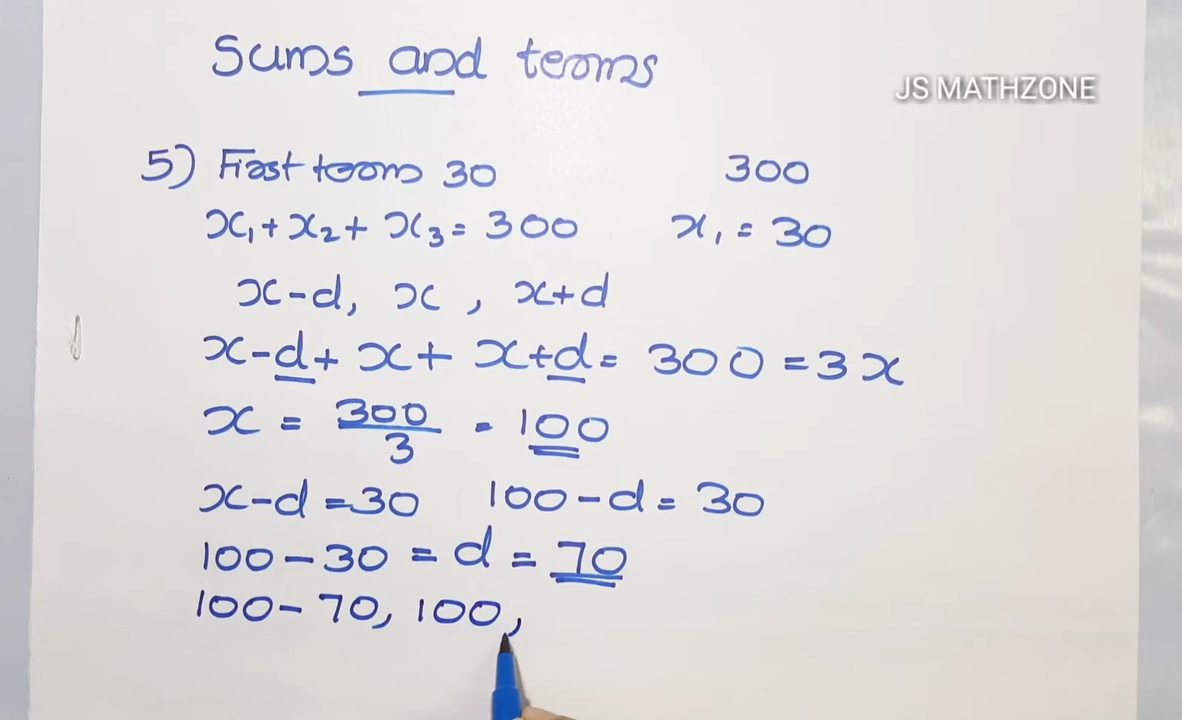 Sums and terms
JS MATHZONE
5) First term 30 300
x₁ + x₂ + x₃ = 300 x₁ = 30
x-d, x, x+d
x-d + x + x+d = 300 = 3x
x = 300/3 = 100
x-d = 30 100-d = 30
100-30 = d = 70
100-70, 100,